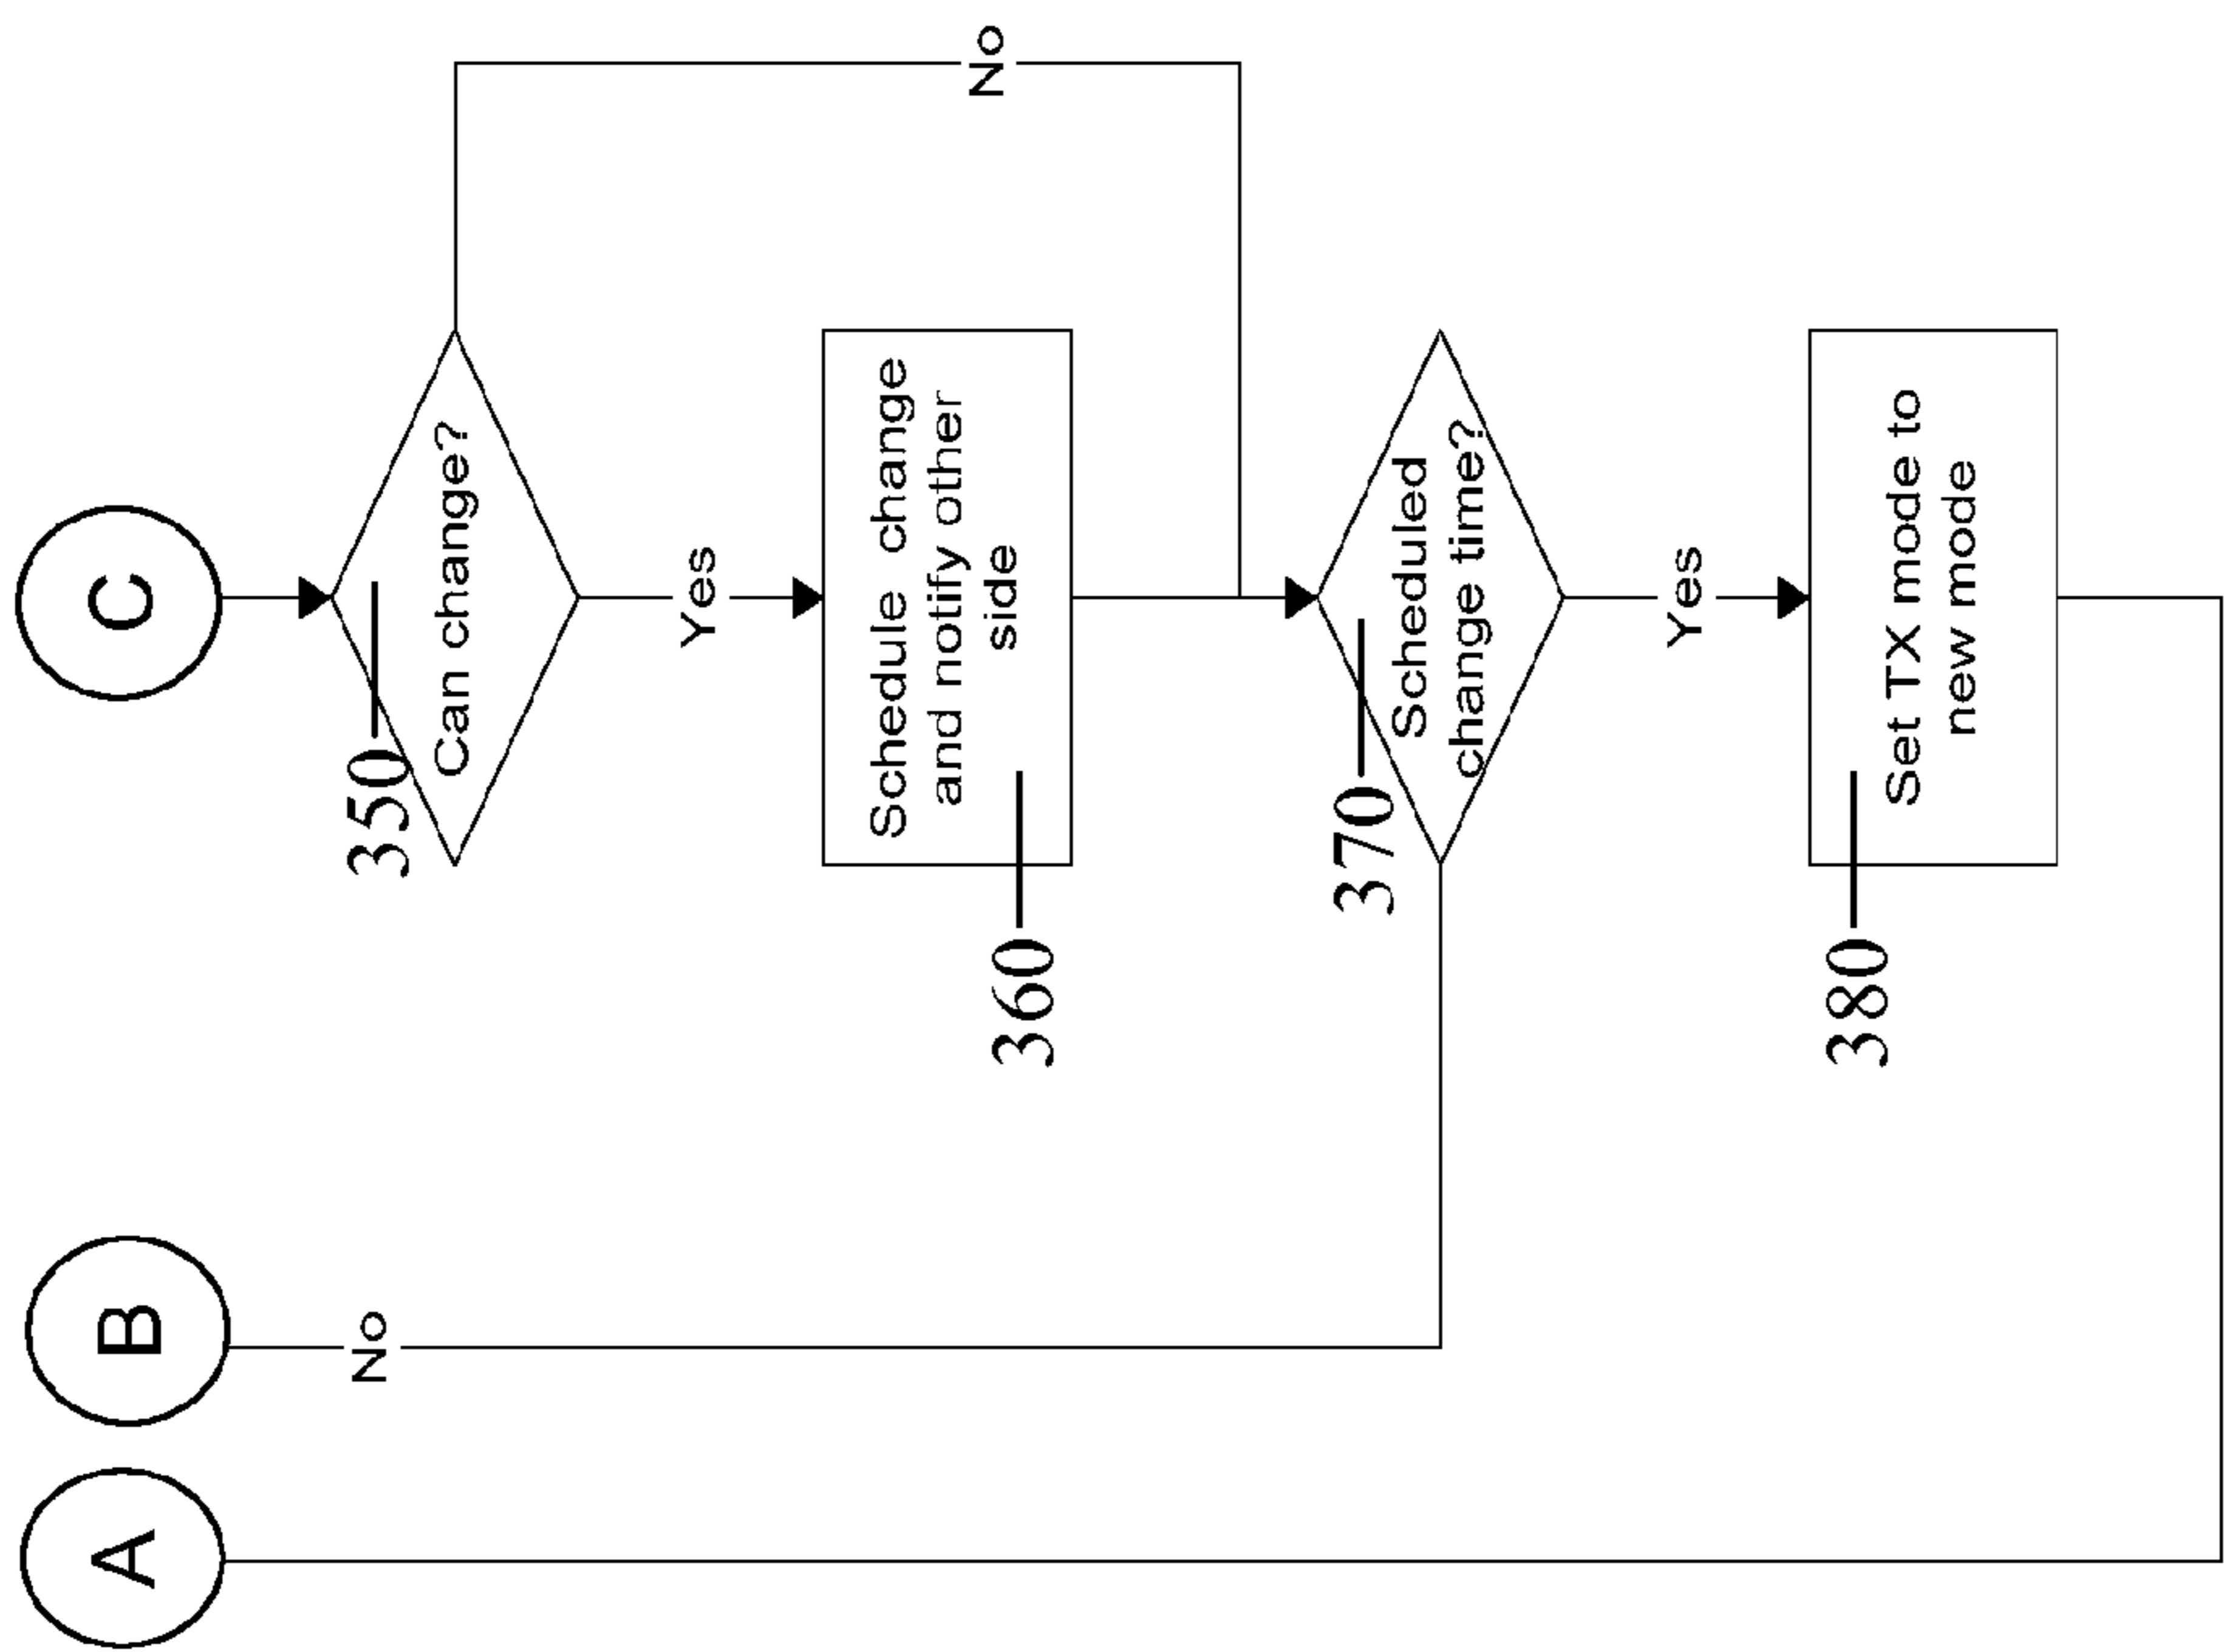 A
B
C
No
350
Can change?
Yes
No
Schedule change
and notify other
side
360
370
Scheduled
change time?
Yes
380
Set TX mode to
new mode